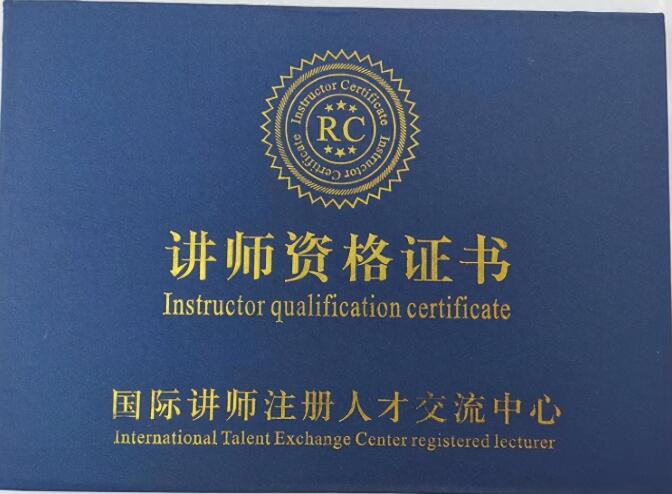 Instructor Certificate Instructor Certificate
RC
讲师资格证书
Instructor qualification certificate
国际讲师注册人才交流中心
International Talent Exchange Center registered lecturer